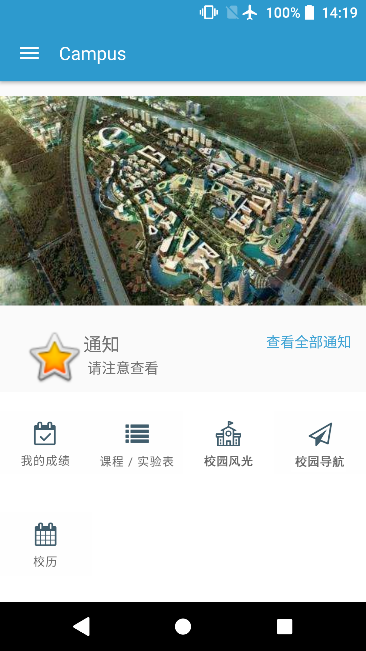 100% 14:19
Campus
通知
查看全部通知
请注意查看
我的成绩
课程 / 实验表
校园风光
校园导航
校历